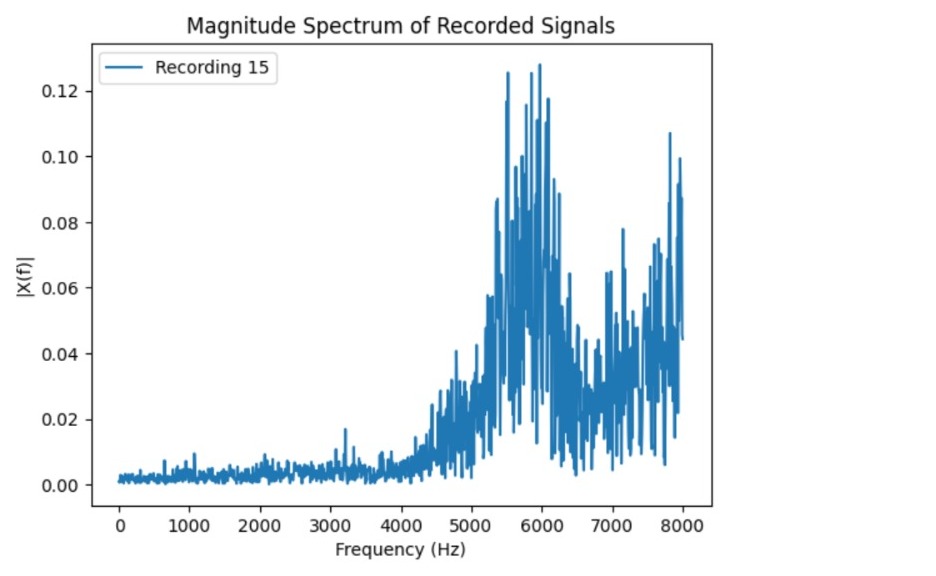 Magnitude Spectrum of Recorded Signals
Recording 15
|X(f)|
0.12
0.10
0.08
0.06
0.04
0.02
0.00
0 1000 2000 3000 4000 5000 6000 7000 8000
Frequency (Hz)